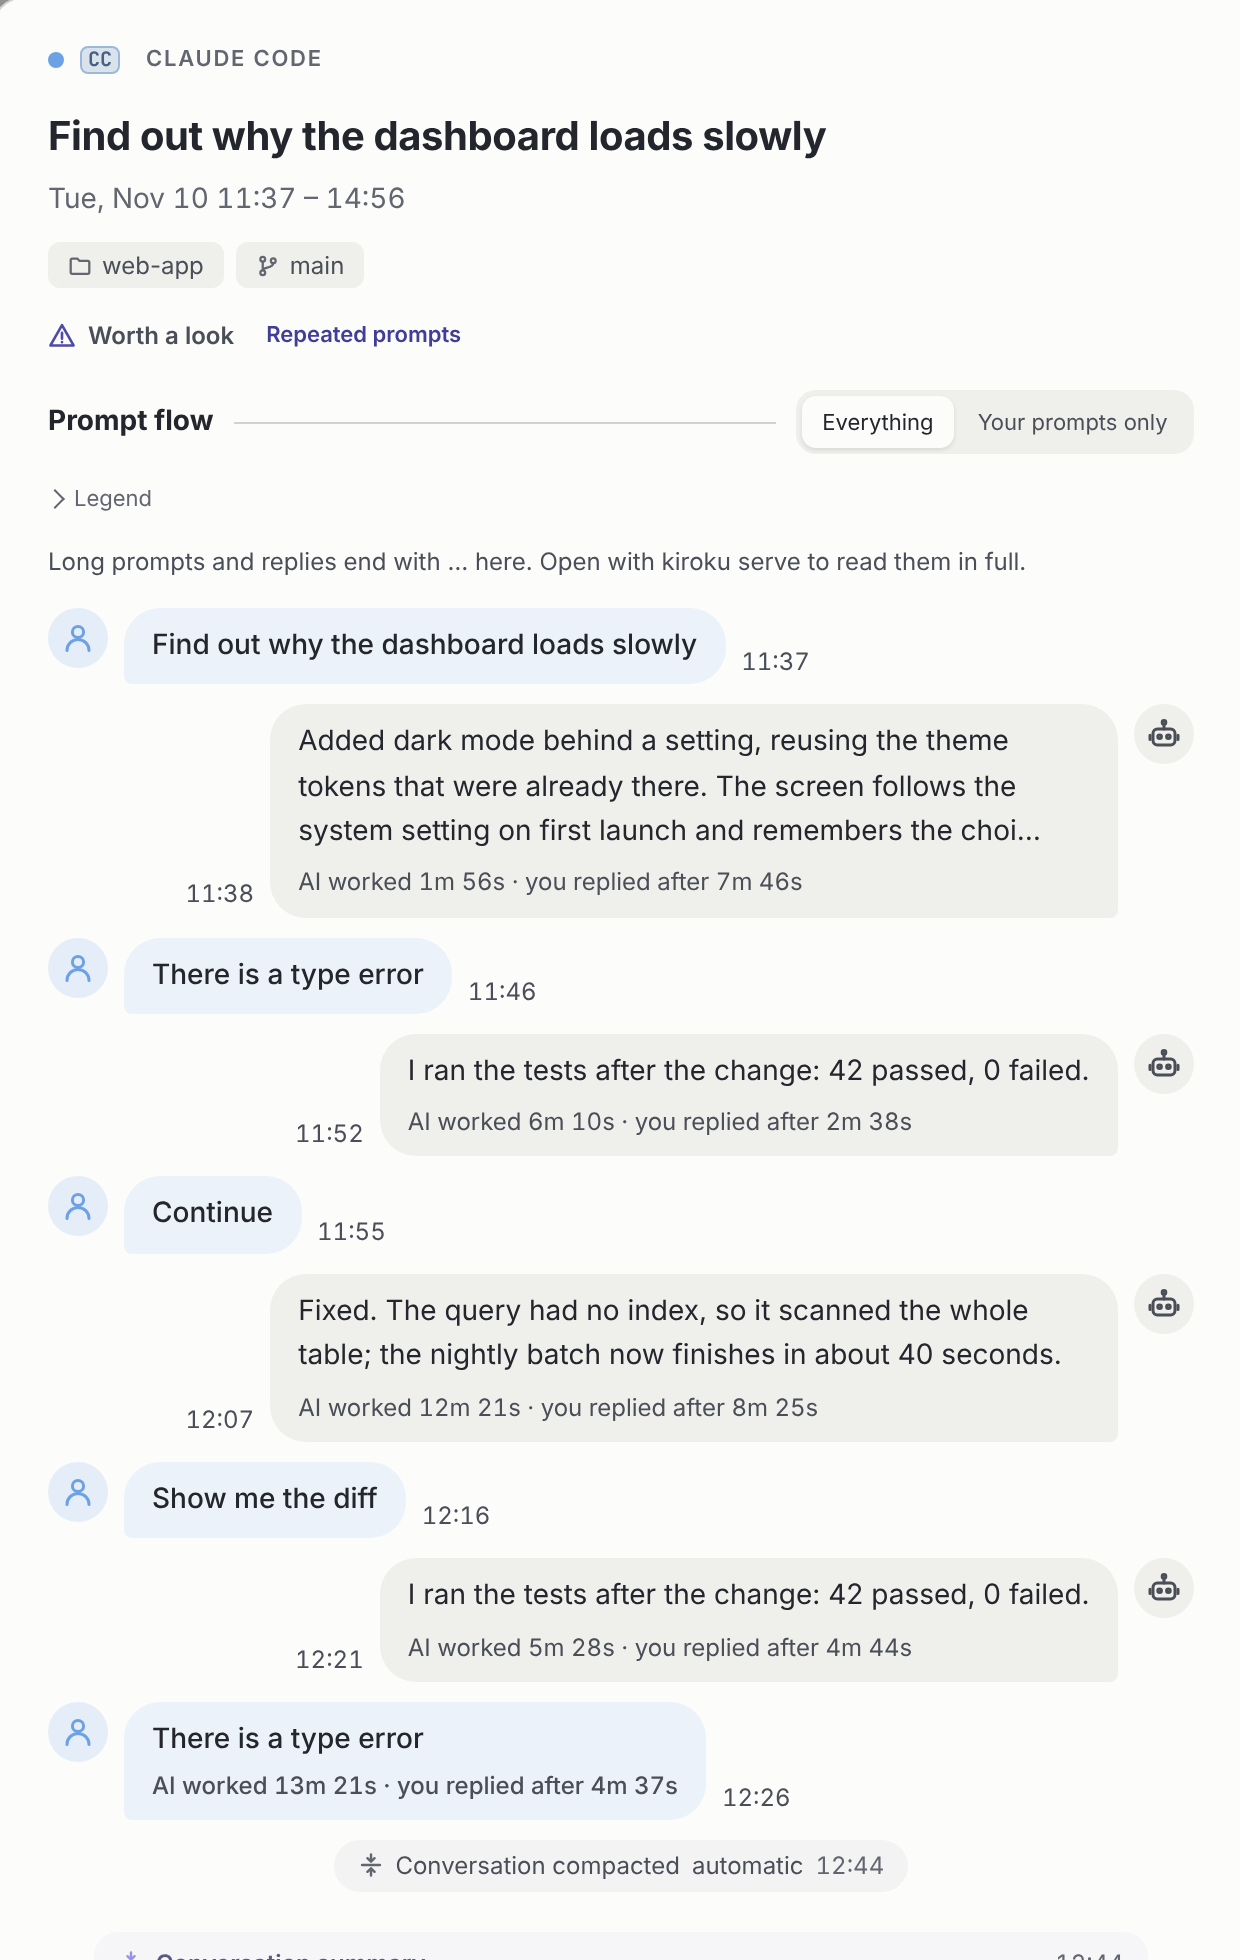 CC CLAUDE CODE
Find out why the dashboard loads slowly
Tue, Nov 10 11:37 – 14:56
web-app main
Worth a look Repeated prompts
Prompt flow Everything Your prompts only
Legend
Long prompts and replies end with … here. Open with kiroku serve to read them in full.
Find out why the dashboard loads slowly
11:37
Added dark mode behind a setting, reusing the theme
tokens that were already there. The screen follows the
system setting on first launch and remembers the choi…
AI worked 1m 56s · you replied after 7m 46s
11:38
There is a type error
11:46
I ran the tests after the change: 42 passed, 0 failed.
AI worked 6m 10s · you replied after 2m 38s
11:52
Continue
11:55
Fixed. The query had no index, so it scanned the whole
table; the nightly batch now finishes in about 40 seconds.
AI worked 12m 21s · you replied after 8m 25s
12:07
Show me the diff
12:16
I ran the tests after the change: 42 passed, 0 failed.
AI worked 5m 28s · you replied after 4m 44s
12:21
There is a type error
AI worked 13m 21s · you replied after 4m 37s
12:26
Conversation compacted automatic 12:44
Conversation summary 12:44